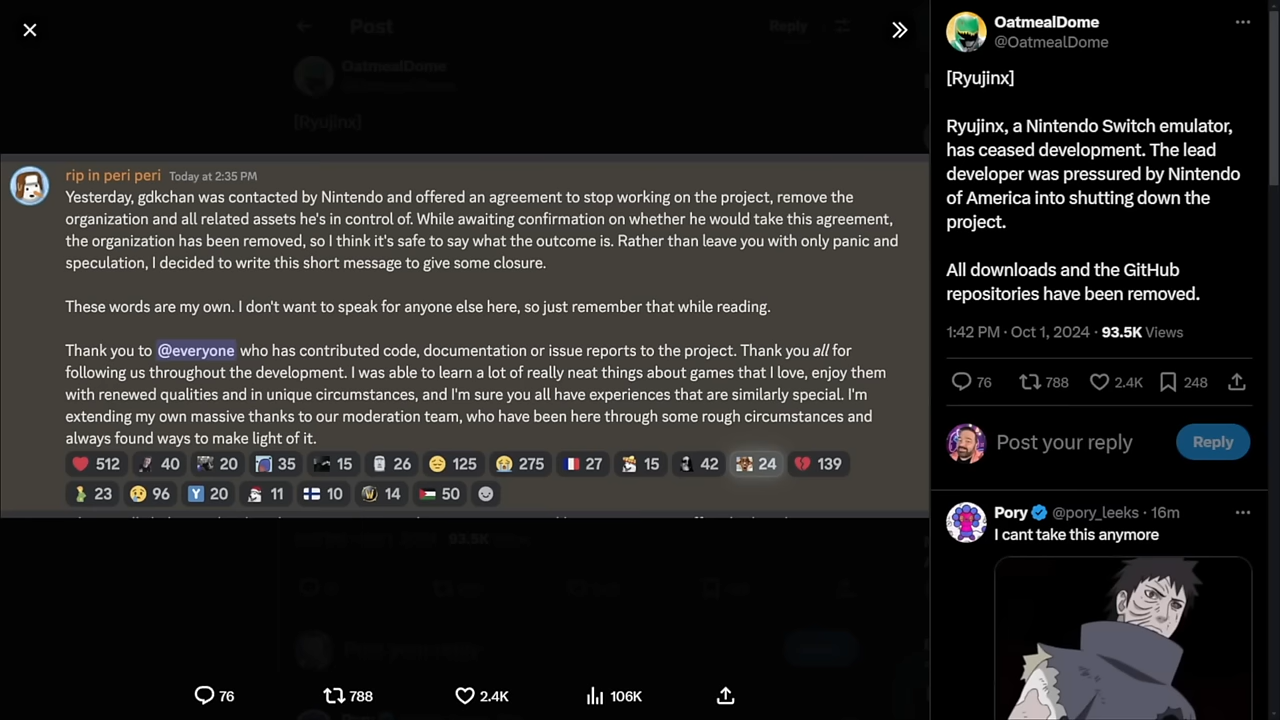 Post
Reply
OatmealDome
[Ryujinx]
rip in peri peri Today at 2:35 PM
Yesterday, gdkchan was contacted by Nintendo and offered an agreement to stop working on the project, remove the
organization and all related assets he's in control of. While awaiting confirmation on whether he would take this agreement,
the organization has been removed, so I think it's safe to say what the outcome is. Rather than leave you with only panic and
speculation, I decided to write this short message to give some closure.
These words are my own. I don't want to speak for anyone else here, so just remember that while reading.
Thank you to @everyone who has contributed code, documentation or issue reports to the project. Thank you all for
following us throughout the development. I was able to learn a lot of really neat things about games that I love, enjoy them
with renewed qualities and in unique circumstances, and I'm sure you all have experiences that are similarly special. I'm
extending my own massive thanks to our moderation team, who have been here through some rough circumstances and
always found ways to make light of it.
512 40 20 35 15 26 125 275 27 15 42 24 139
23 96 20 11 10 14 50
93.5K
76 788 2.4K 106K
OatmealDome
@OatmealDome
[Ryujinx]
Ryujinx, a Nintendo Switch emulator,
has ceased development. The lead
developer was pressured by Nintendo
of America into shutting down the
project.
All downloads and the GitHub
repositories have been removed.
1:42 PM · Oct 1, 2024 · 93.5K Views
76 788 2.4K 248
Post your reply Reply
Pory @pory_leeks · 16m
I cant take this anymore